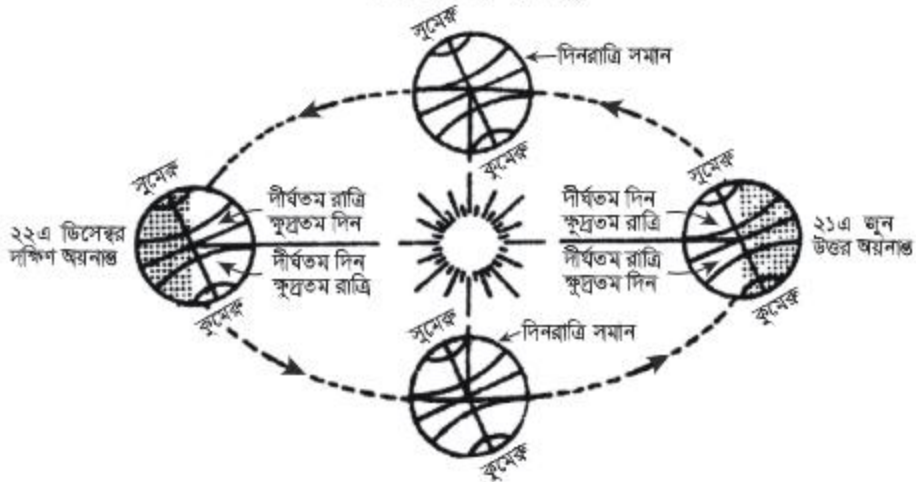 সুমেরু
দিনরাত্রি সমান
কুমেরু
সুমেরু
২২এ ডিসেম্বর
দক্ষিণ অয়নান্ত
দীর্ঘতম রাত্রি
ক্ষুদ্রতম দিন
দীর্ঘতম দিন
ক্ষুদ্রতম রাত্রি
কুমেরু
সুমেরু
দীর্ঘতম দিন
ক্ষুদ্রতম রাত্রি
দীর্ঘতম রাত্রি
ক্ষুদ্রতম দিন
২১এ জুন
উত্তর অয়নান্ত
কুমেরু
সুমেরু
দিনরাত্রি সমান
কুমেরু